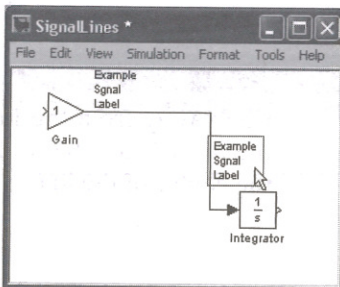 SignalLines *
File Edit View Simulation Format Tools Help
Example
Sgnal
Label
1
Gain
Example
Sgnal
Label
1
s
Integrator